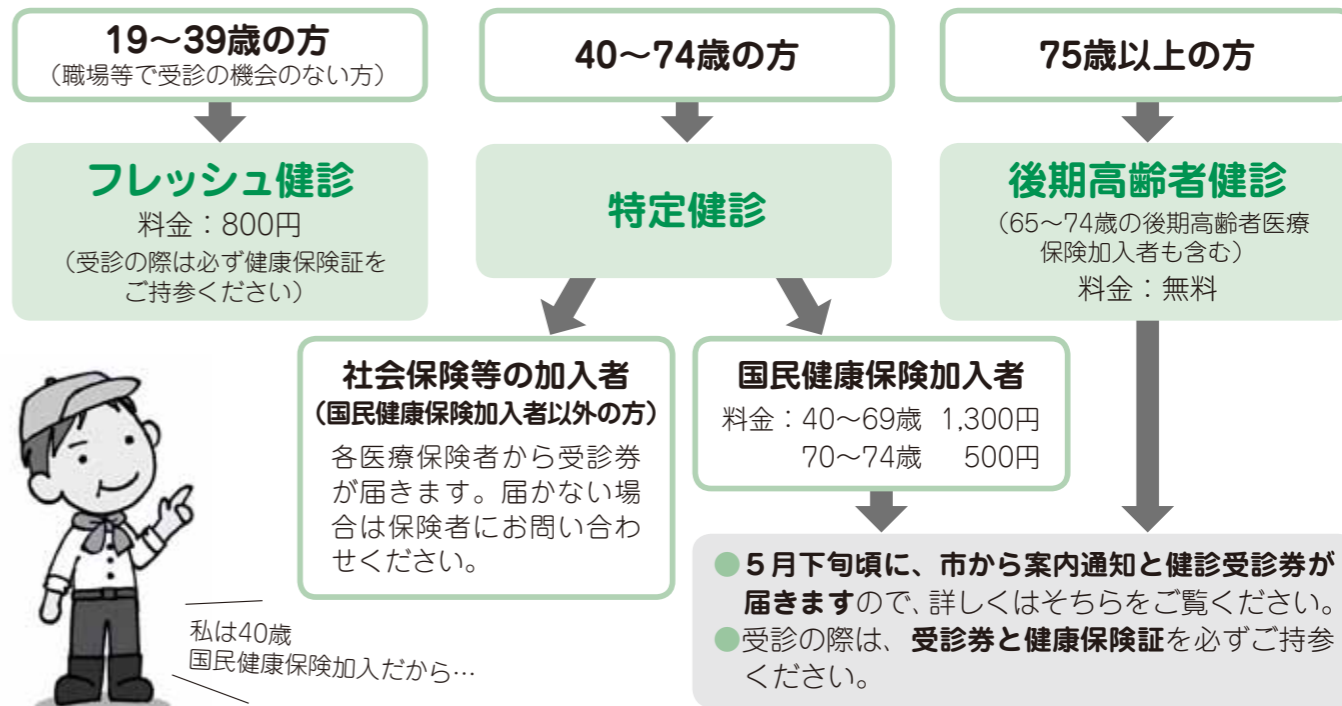 19〜39歳の方
（職場等で受診の機会のない方）
40〜74歳の方
75歳以上の方
フレッシュ健診
料金：800円
（受診の際は必ず健康保険証を
ご持参ください）
特定健診
後期高齢者健診
（65〜74歳の後期高齢者医療
保険加入者も含む）
料金：無料
社会保険等の加入者
（国民健康保険加入者以外の方）
各医療保険者から受診券
が届きます。届かない場
合は保険者にお問い合わ
せください。
国民健康保険加入者
料金：40〜69歳 1,300円
70〜74歳 500円
●５月下旬頃に、市から案内通知と健診受診券が
届きますので、詳しくはそちらをご覧ください。
●受診の際は、受診券と健康保険証を必ずご持参
ください。
私は40歳
国民健康保険加入だから…